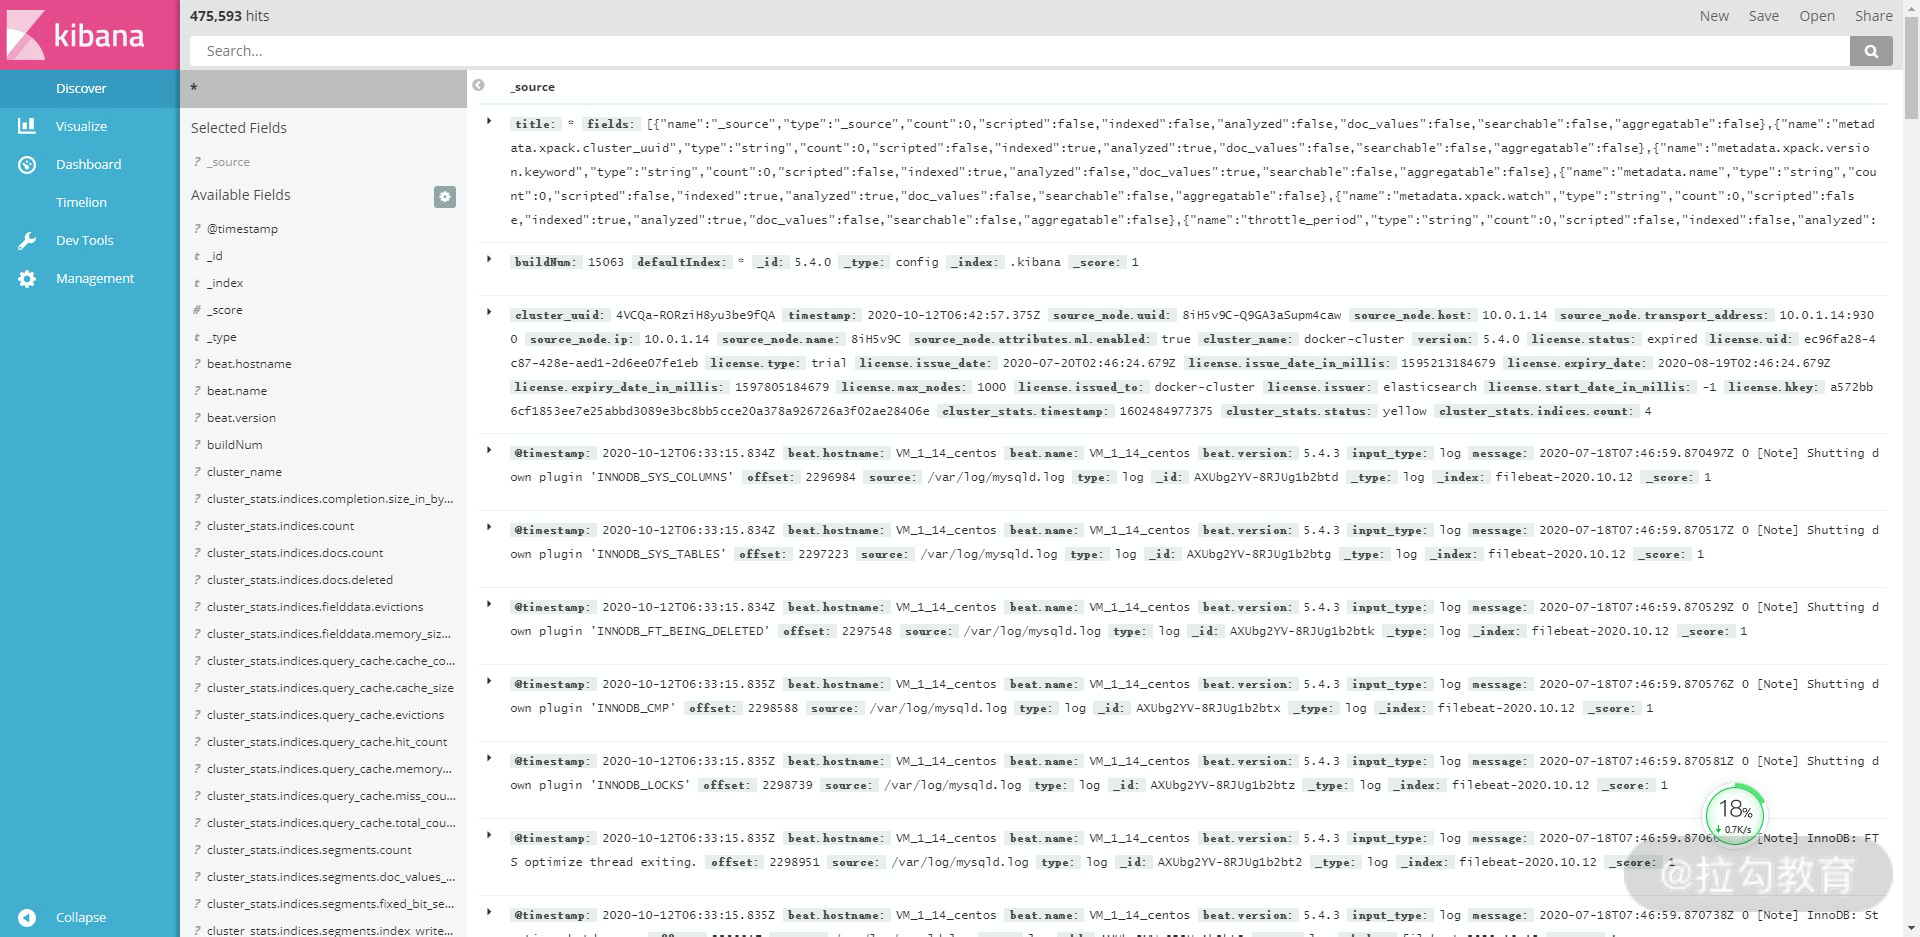 475,593 hits
New Save Open Share
kibana
Search...
Discover
Visualize
Dashboard
Timelion
Dev Tools
Management
Collapse
*
Selected Fields
? _source
Available Fields
? @timestamp
t _id
t _index
# _score
t _type
? beat.hostname
? beat.name
? beat.version
? buildNum
? cluster_name
? cluster_stats.indices.completion.size_in_by...
? cluster_stats.indices.count
? cluster_stats.indices.docs.count
? cluster_stats.indices.docs.deleted
? cluster_stats.indices.fielddata.evictions
? cluster_stats.indices.fielddata.memory_siz...
? cluster_stats.indices.query_cache.cache_co...
? cluster_stats.indices.query_cache.cache_size
? cluster_stats.indices.query_cache.evictions
? cluster_stats.indices.query_cache.hit_count
? cluster_stats.indices.query_cache.memory...
? cluster_stats.indices.query_cache.miss_cou...
? cluster_stats.indices.query_cache.total_cou...
? cluster_stats.indices.segments.count
? cluster_stats.indices.segments.doc_values_...
? cluster_stats.indices.segments.fixed_bit_se...
? cluster_stats.indices.segments.index_write...
_source
title: * fields: [{"name":"_source","type":"_source","count":0,"scripted":false,"indexed":false,"analyzed":false,"doc_values":false,"searchable":false,"aggregatable":false},{"name":"metad
ata.xpack.cluster_uuid","type":"string","count":0,"scripted":false,"indexed":true,"analyzed":true,"doc_values":false,"searchable":false,"aggregatable":false},{"name":"metadata.xpack.versio
n.keyword","type":"string","count":0,"scripted":false,"indexed":true,"analyzed":false,"doc_values":true,"searchable":false,"aggregatable":false},{"name":"metadata.name","type":"string","cou
nt":0,"scripted":false,"indexed":true,"analyzed":true,"doc_values":false,"searchable":false,"aggregatable":false},{"name":"metadata.xpack.watch","type":"string","count":0,"scripted":fals
e,"indexed":true,"analyzed":true,"doc_values":false,"searchable":false,"aggregatable":false},{"name":"throttle_period","type":"string","count":0,"scripted":false,"indexed":false,"analyzed":
buildNum: 15063 defaultIndex: * _id: 5.4.0 _type: config _index: .kibana _score: 1
cluster_uuid: 4VCQa-RORziH8yu3be9fQA timestamp: 2020-10-12T06:42:57.375Z source_node.uuid: 8iH5v9C-Q9GA3aSupm4caw source_node.host: 10.0.1.14 source_node.transport_address: 10.0.1.14:930
0 source_node.ip: 10.0.1.14 source_node.name: 8iH5v9C source_node.attributes.ml.enabled: true cluster_name: docker-cluster version: 5.4.0 license.status: expired license.uid: ec96fa28-4
c87-428e-aed1-2d6ee07fe1eb license.type: trial license.issue_date: 2020-07-20T02:46:24.679Z license.issue_date_in_millis: 1595213184679 license.expiry_date: 2020-08-19T02:46:24.679Z
license.expiry_date_in_millis: 1597805184679 license.max_nodes: 1000 license.issued_to: docker-cluster license.issuer: elasticsearch license.start_date_in_millis: -1 license.hkey: a572bb
6cf1853ee7e25abbd3089e3bc8bb5cce20a378a926726a3f02ae28406e cluster_stats.timestamp: 1602484977375 cluster_stats.status: yellow cluster_stats.indices.count: 4
@timestamp: 2020-10-12T06:33:15.834Z beat.hostname: VM_1_14_centos beat.name: VM_1_14_centos beat.version: 5.4.3 input_type: log message: 2020-07-18T07:46:59.870497Z 0 [Note] Shutting d
own plugin 'INNODB_SYS_COLUMNS' offset: 2296984 source: /var/log/mysqld.log type: log _id: AXUbg2YV-8RJUg1b2btd _type: log _index: filebeat-2020.10.12 _score: 1
@timestamp: 2020-10-12T06:33:15.834Z beat.hostname: VM_1_14_centos beat.name: VM_1_14_centos beat.version: 5.4.3 input_type: log message: 2020-07-18T07:46:59.870517Z 0 [Note] Shutting d
own plugin 'INNODB_SYS_TABLES' offset: 2297223 source: /var/log/mysqld.log type: log _id: AXUbg2YV-8RJUg1b2btg _type: log _index: filebeat-2020.10.12 _score: 1
@timestamp: 2020-10-12T06:33:15.834Z beat.hostname: VM_1_14_centos beat.name: VM_1_14_centos beat.version: 5.4.3 input_type: log message: 2020-07-18T07:46:59.870529Z 0 [Note] Shutting d
own plugin 'INNODB_FT_BEING_DELETED' offset: 2297548 source: /var/log/mysqld.log type: log _id: AXUbg2YV-8RJUg1b2btk _type: log _index: filebeat-2020.10.12 _score: 1
@timestamp: 2020-10-12T06:33:15.835Z beat.hostname: VM_1_14_centos beat.name: VM_1_14_centos beat.version: 5.4.3 input_type: log message: 2020-07-18T07:46:59.870576Z 0 [Note] Shutting d
own plugin 'INNODB_CMP' offset: 2298588 source: /var/log/mysqld.log type: log _id: AXUbg2YV-8RJUg1b2btx _type: log _index: filebeat-2020.10.12 _score: 1
@timestamp: 2020-10-12T06:33:15.835Z beat.hostname: VM_1_14_centos beat.name: VM_1_14_centos beat.version: 5.4.3 input_type: log message: 2020-07-18T07:46:59.870581Z 0 [Note] Shutting d
own plugin 'INNODB_LOCKS' offset: 2298739 source: /var/log/mysqld.log type: log _id: AXUbg2YV-8RJUg1b2btz _type: log _index: filebeat-2020.10.12 _score: 1
18%
0.7K/s
@timestamp: 2020-10-12T06:33:15.835Z beat.hostname: VM_1_14_centos beat.name: VM_1_14_centos beat.version: 5.4.3 input_type: log message: [Note] InnoDB: FT
S optimize thread exiting. offset: 2298951 source: /var/log/mysqld.log type: log _id: AXUbg2YV-8RJUg1b2bt2 _type: log _index: filebeat-2020.10.12 _score: 1
@拉勾教育
@timestamp: 2020-10-12T06:33:15.835Z beat.hostname: VM_1_14_centos beat.name: VM_1_14_centos beat.version: 5.4.3 input_type: log message: 2020-07-18T07:46:59.870738Z 0 [Note] InnoDB: St